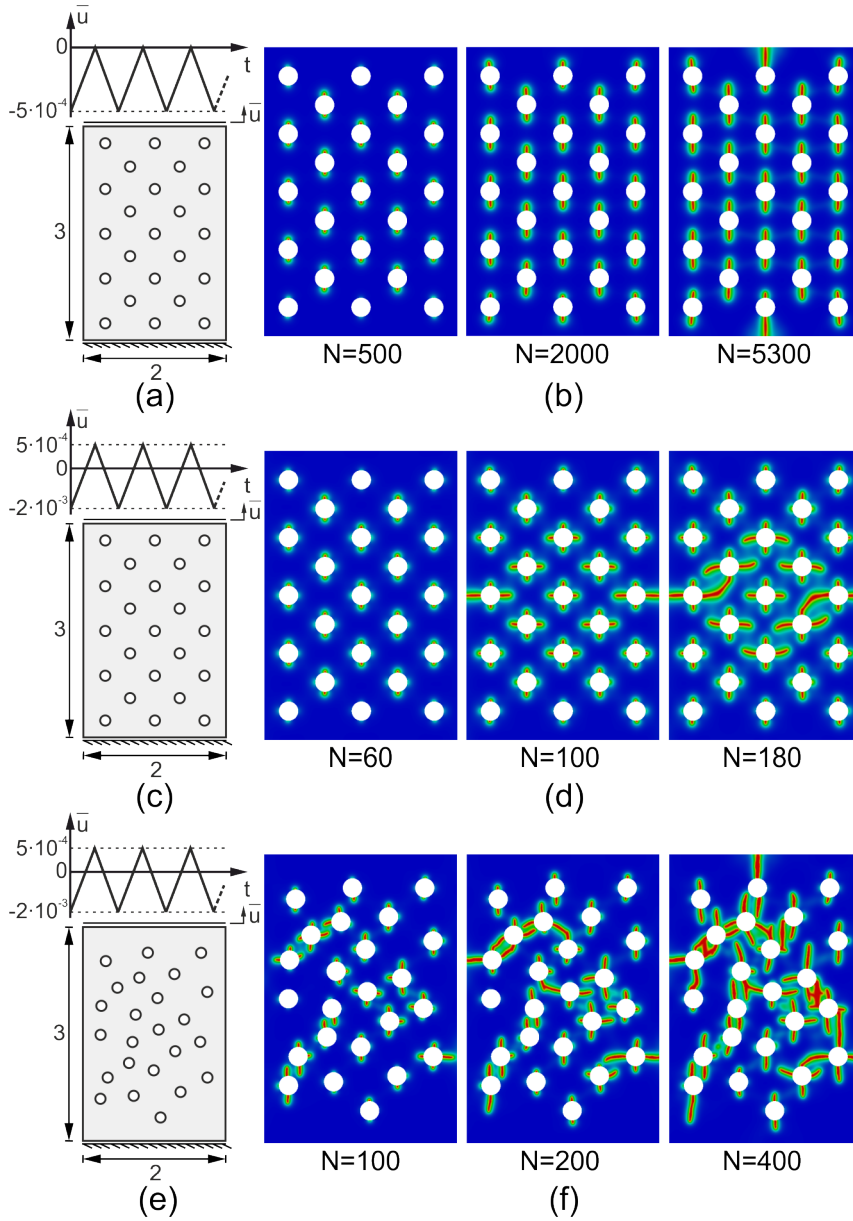 u̅
0
t
-5·10⁻⁴
u̅
3
2
N=500 N=2000 N=5300
(a) (b)
u̅
5·10⁻⁴
0
t
-2·10⁻³
u̅
3
2
N=60 N=100 N=180
(c) (d)
u̅
5·10⁻⁴
0
t
-2·10⁻³
u̅
3
2
N=100 N=200 N=400
(e) (f)